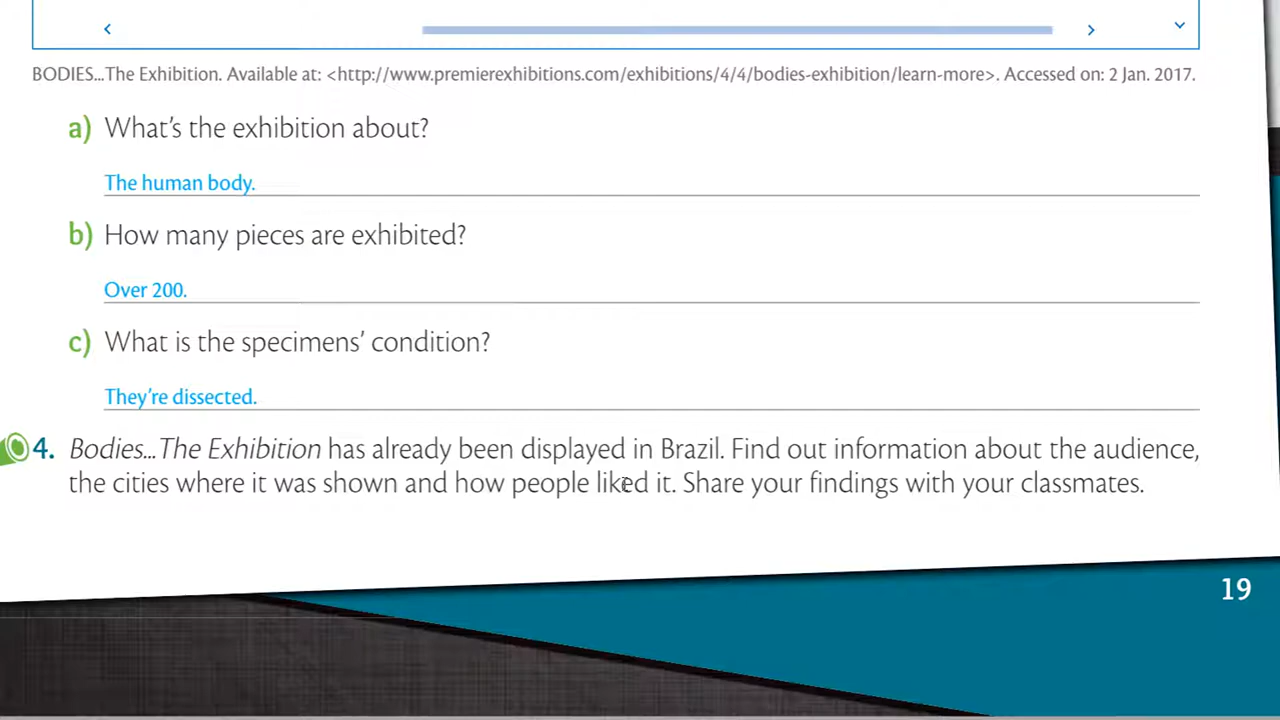 BODIES...The Exhibition. Available at: <http://www.premierexhibitions.com/exhibitions/4/4/bodies-exhibition/learn-more>. Accessed on: 2 Jan. 2017.
a) What's the exhibition about?
The human body.
b) How many pieces are exhibited?
Over 200.
c) What is the specimens' condition?
They're dissected.
4. Bodies...The Exhibition has already been displayed in Brazil. Find out information about the audience,
the cities where it was shown and how people liked it. Share your findings with your classmates.
19